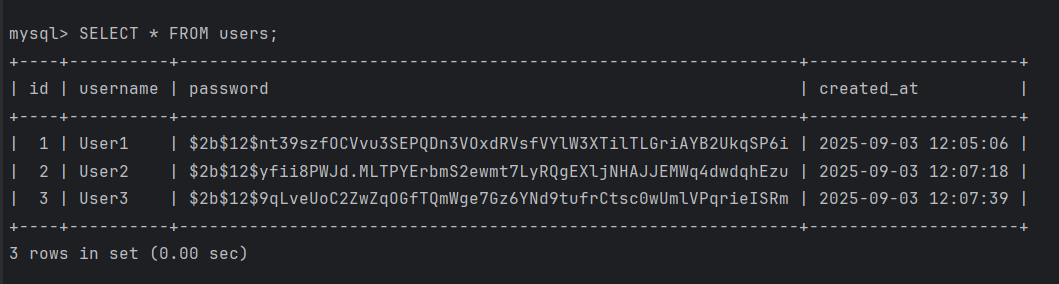 mysql> SELECT * FROM users;
+----+----------+--------------------------------------------------------------+---------------------+
| id | username | password                                                     | created_at          |
+----+----------+--------------------------------------------------------------+---------------------+
|  1 | User1    | $2b$12$nt39szfOCVvu3SEPQDn3VOxdRVsfVYlW3XTilTLGriAYB2UkqSP6i | 2025-09-03 12:05:06 |
|  2 | User2    | $2b$12$yfii8PWJd.MLTPYErbmS2ewmt7LyRQgEXljNHAJJEMWq4dwdqhEzu | 2025-09-03 12:07:18 |
|  3 | User3    | $2b$12$9qLveUoC2ZwZqOGfTQmWge7Gz6YNd9tufrCtsc0wUmlVPqrieISRm | 2025-09-03 12:07:39 |
+----+----------+--------------------------------------------------------------+---------------------+
3 rows in set (0.00 sec)